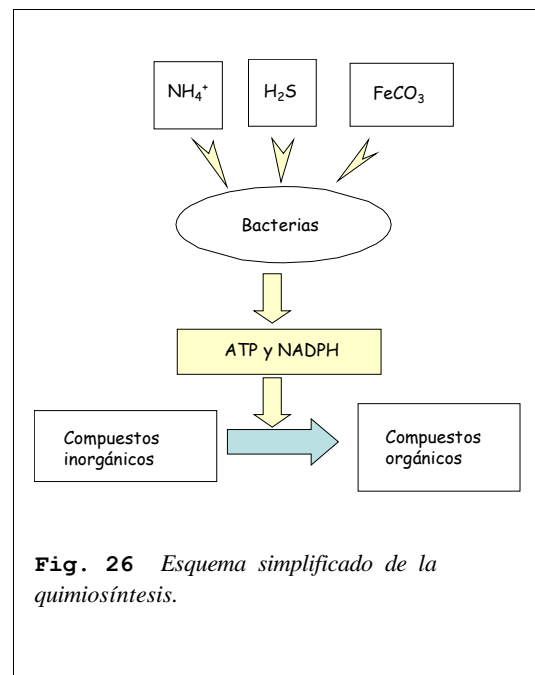 NH₄⁺
H₂S
FeCO₃
Bacterias
ATP y NADPH
Compuestos
inorgánicos
Compuestos
orgánicos
Fig. 26 Esquema simplificado de la
quimiosíntesis.